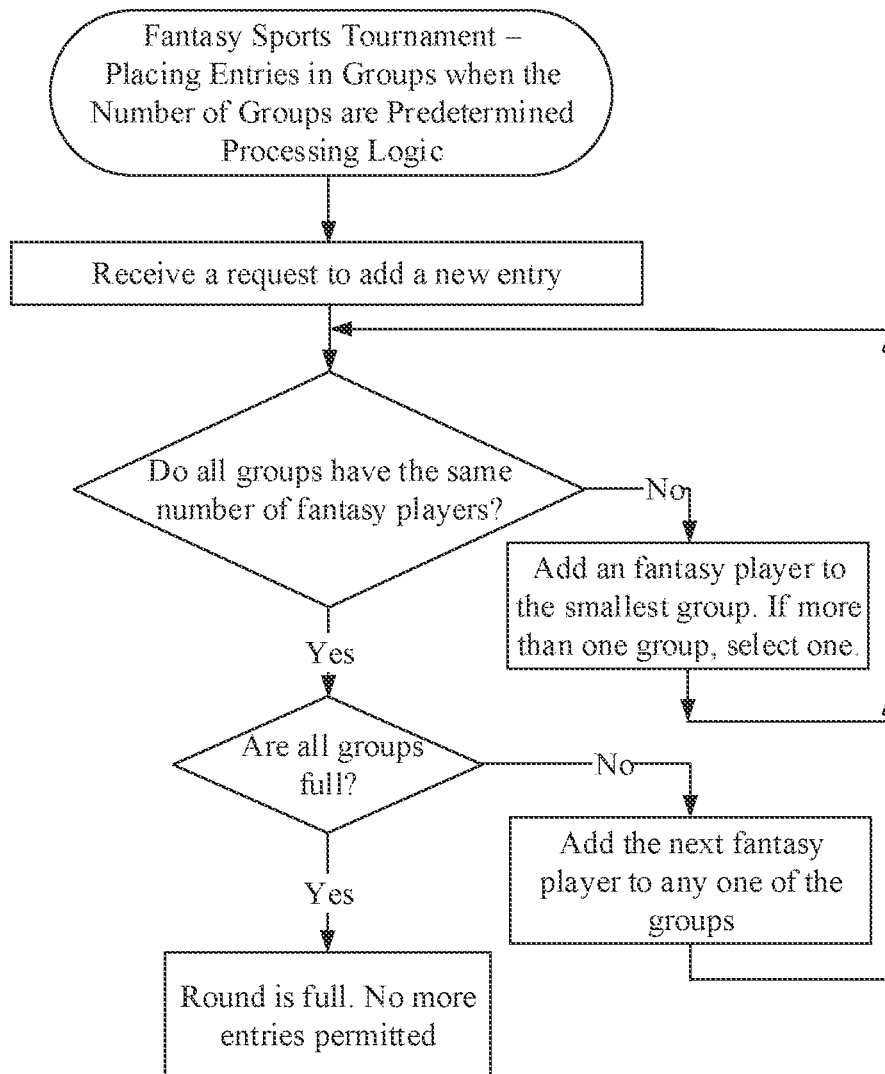 Fantasy Sports Tournament –
Placing Entries in Groups when the
Number of Groups are Predetermined
Processing Logic
Receive a request to add a new entry
Do all groups have the same
number of fantasy players?
No
Add an fantasy player to
the smallest group. If more
than one group, select one.
Yes
Are all groups
full?
No
Add the next fantasy
player to any one of the
groups
Yes
Round is full. No more
entries permitted